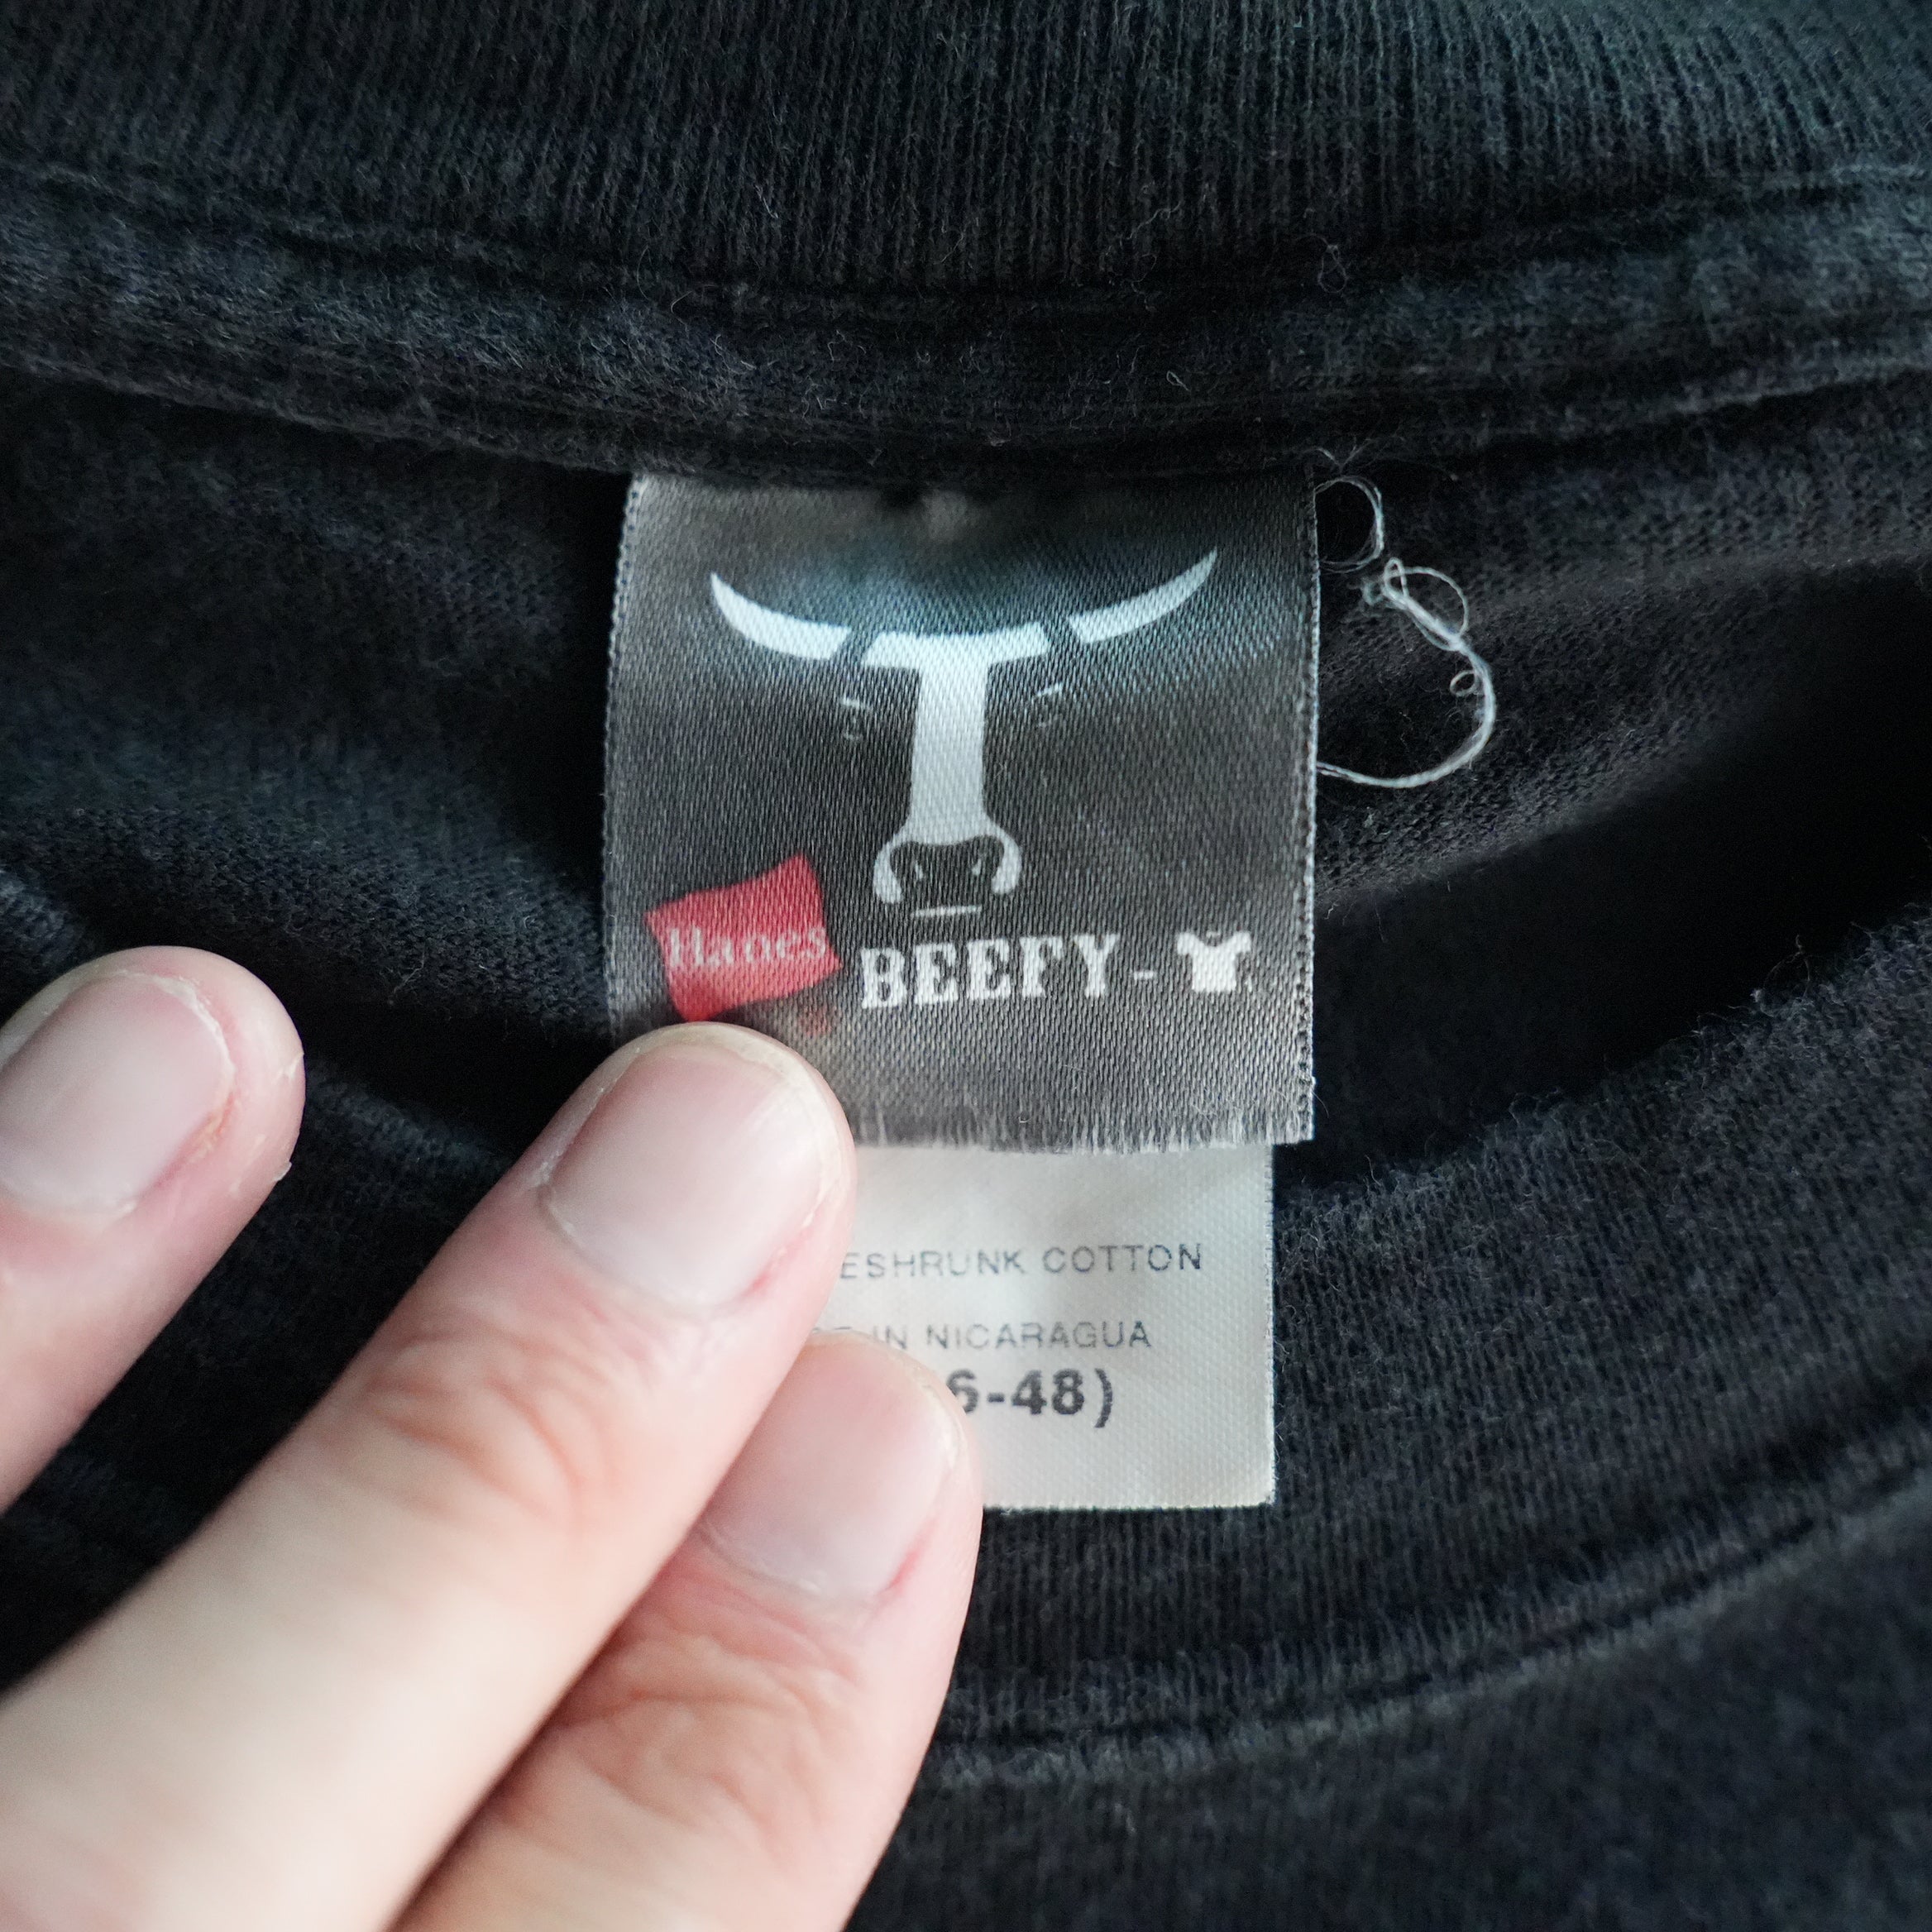 Hanes
BEEFY-
ESHRUNK COTTON
IN NICARAGUA
6-48)